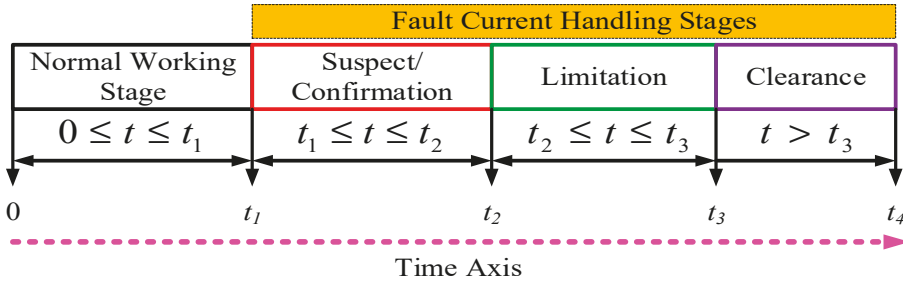 Fault Current Handling Stages
Normal Working
Stage
Suspect/
Confirmation
Limitation
Clearance
0 ≤ t ≤ t₁
t₁ ≤ t ≤ t₂
t₂ ≤ t ≤ t₃
t > t₃
0
t₁
t₂
t₃
t₄
Time Axis